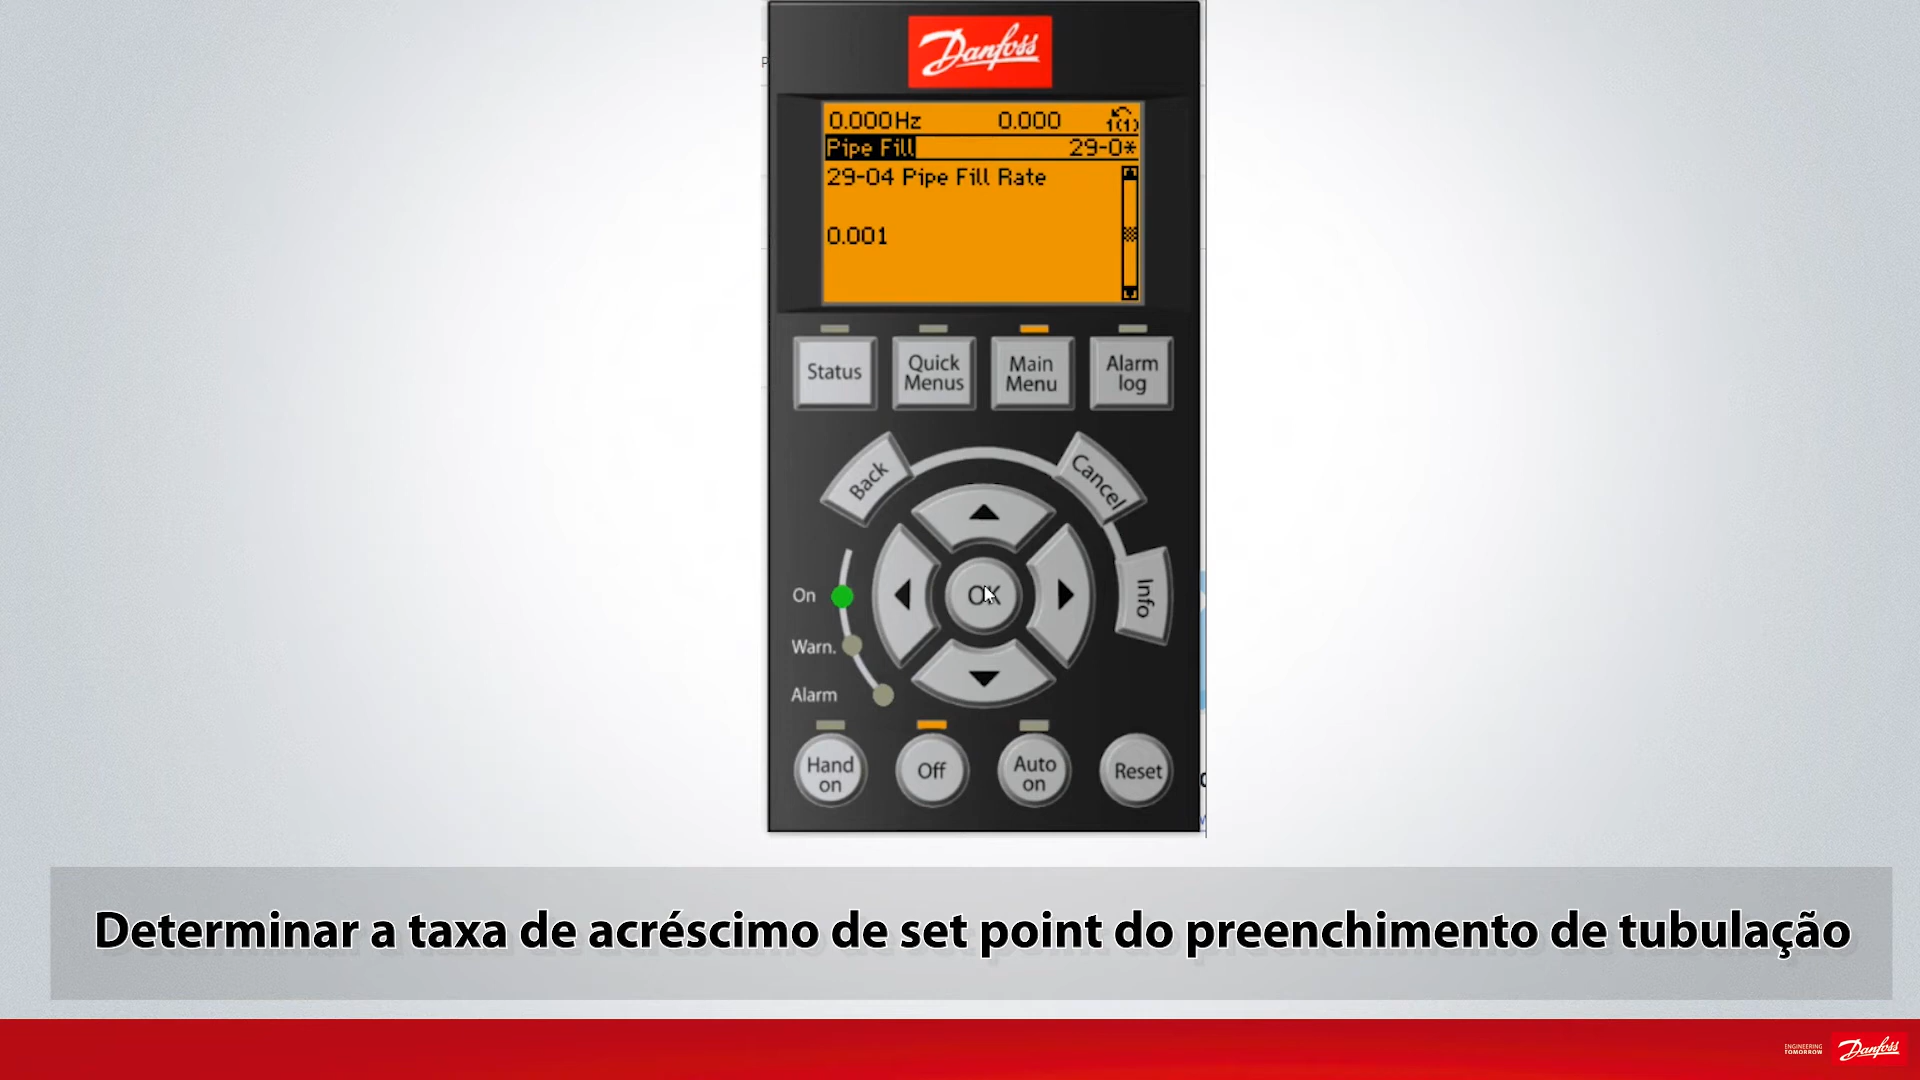 Danfoss
0.000Hz 0.000 1(1)
Pipe Fill 29-0*
29-04 Pipe Fill Rate
0.001
Status
Quick Menus
Main Menu
Alarm log
Back
Cancel
OK
Info
On
Warn.
Alarm
Hand on
Off
Auto on
Reset
Determinar a taxa de acréscimo de set point do preenchimento de tubulação
ENGINEERING
TOMORROW
Danfoss